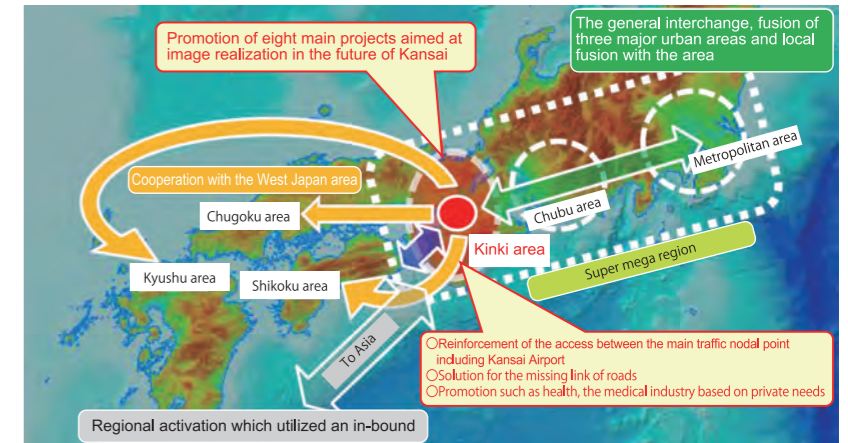 Promotion of eight main projects aimed at
image realization in the future of Kansai
The general interchange, fusion of
three major urban areas and local
fusion with the area
Cooperation with the West Japan area
Metropolitan area
Chubu area
Chugoku area
Kinki area
Kyushu area
Shikoku area
Super mega region
To Asia
○Reinforcement of the access between the main traffic nodal point
including Kansai Airport
○Solution for the missing link of roads
○Promotion such as health, the medical industry based on private needs
Regional activation which utilized an in-bound